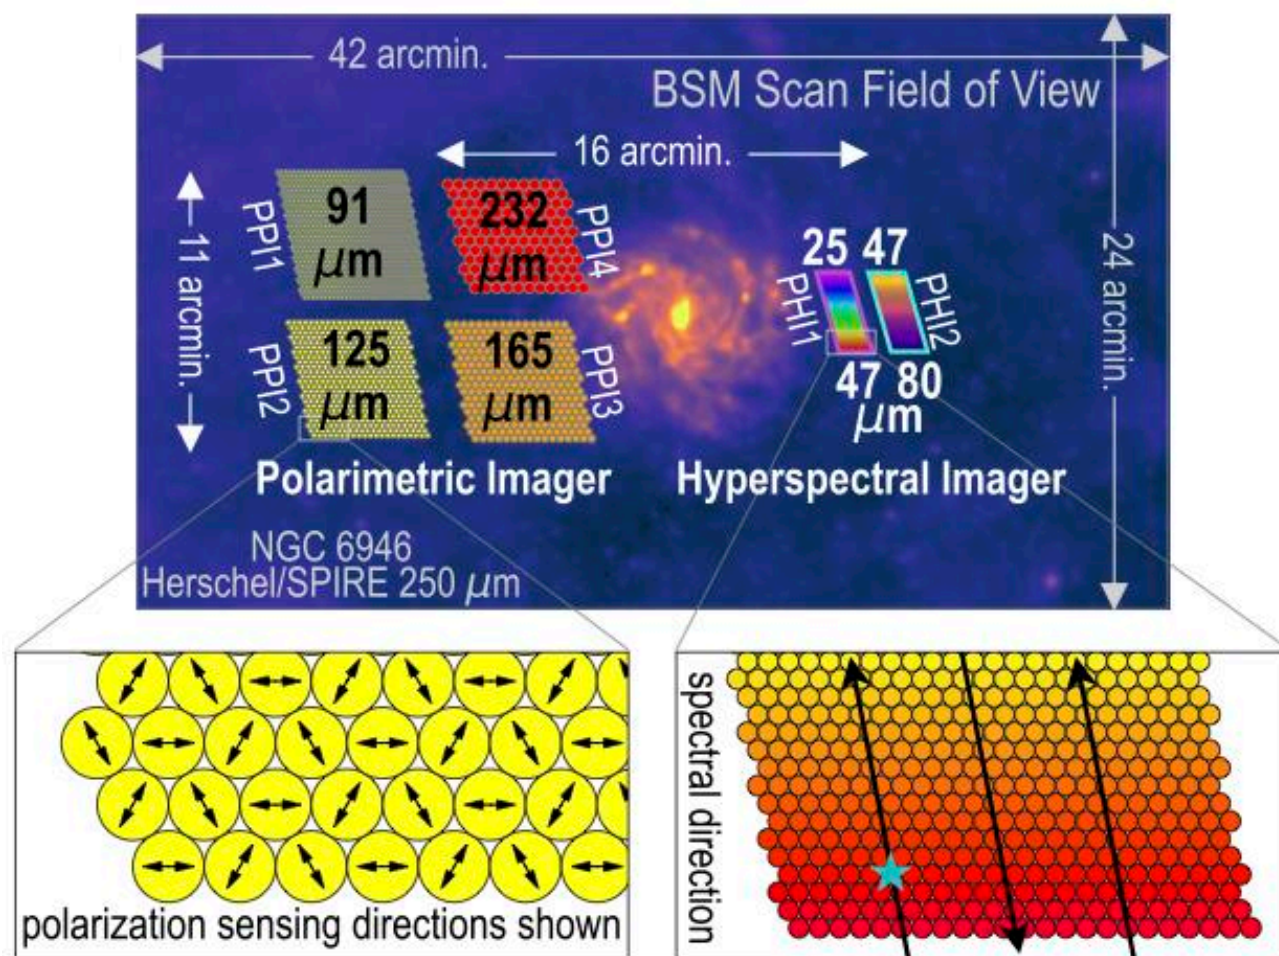 42 arcmin.
BSM Scan Field of View
16 arcmin.
11 arcmin.
24 arcmin.
PPI1
91
μm
232
μm
PPI4
PPI2
125
μm
165
μm
PPI3
25 47
PHI1
PHI2
47 80
μm
Polarimetric Imager
Hyperspectral Imager
NGC 6946
Herschel/SPIRE 250 μm
polarization sensing directions shown
spectral direction